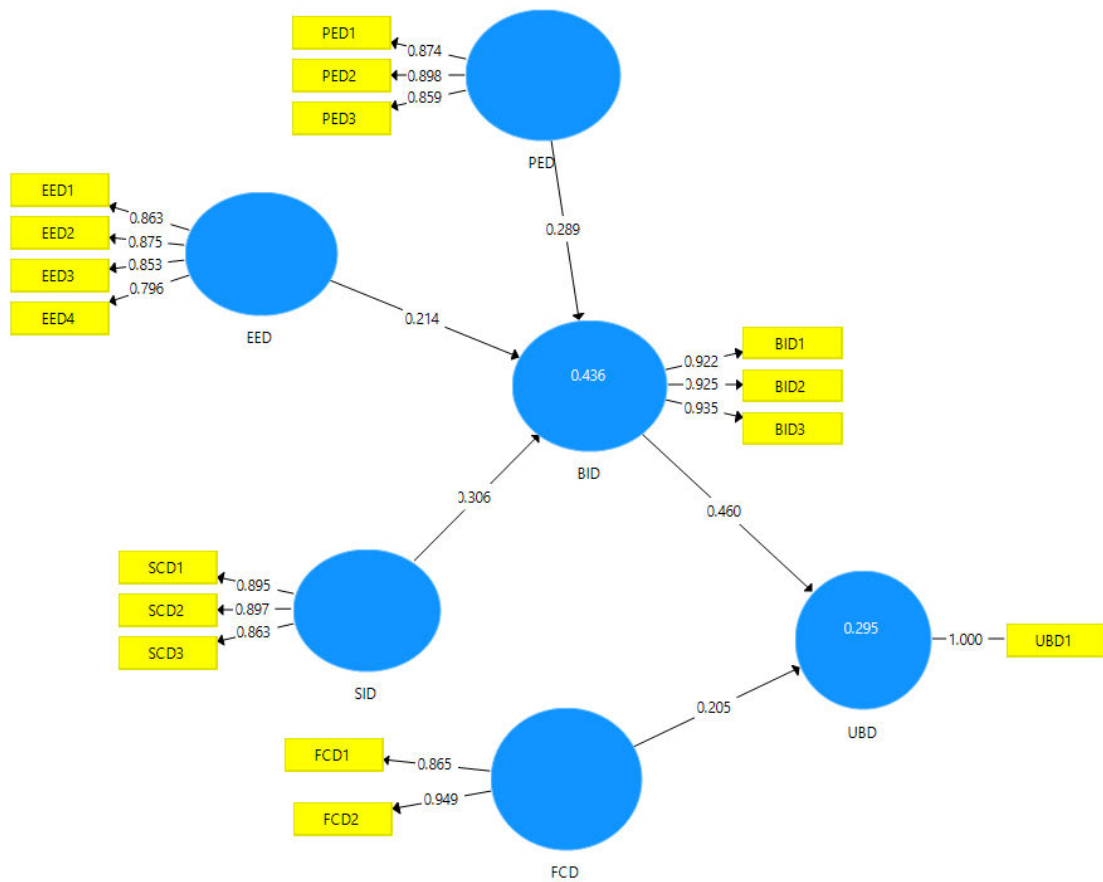 PED1
0.874
PED2
0.898
PED3
0.859
PED
EED1
0.863
EED2
0.875
EED3
0.853
EED4
0.796
EED
0.289
0.214
0.436
BID
0.922
BID1
0.925
BID2
0.935
BID3
0.306
0.460
SCD1
0.895
SCD2
0.897
SCD3
0.863
SID
0.295
UBD
1.000
UBD1
0.205
FCD1
0.865
FCD2
0.949
FCD